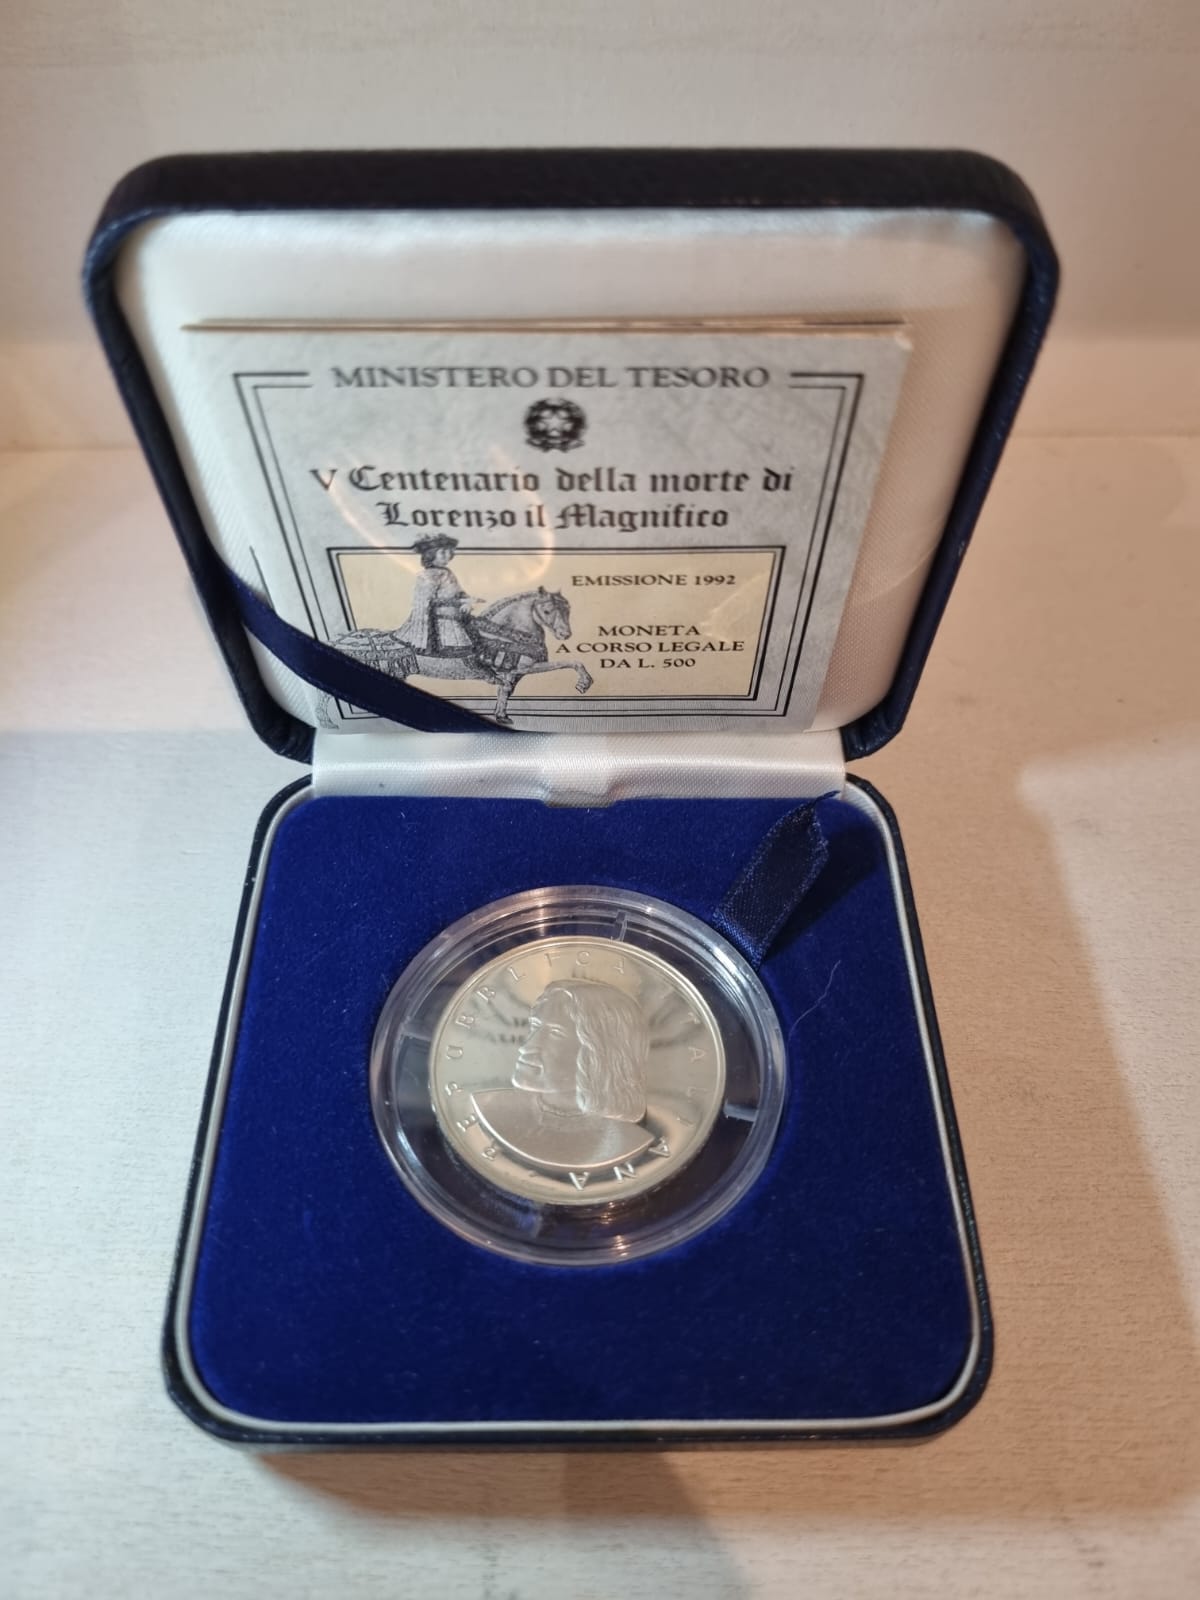 MINISTERO DEL TESORO
V Centenario della morte di
Lorenzo il Magnifico
EMISSIONE 1992
MONETA
A CORSO LEGALE
DA L. 500
REPUBBLICA ITALIANA